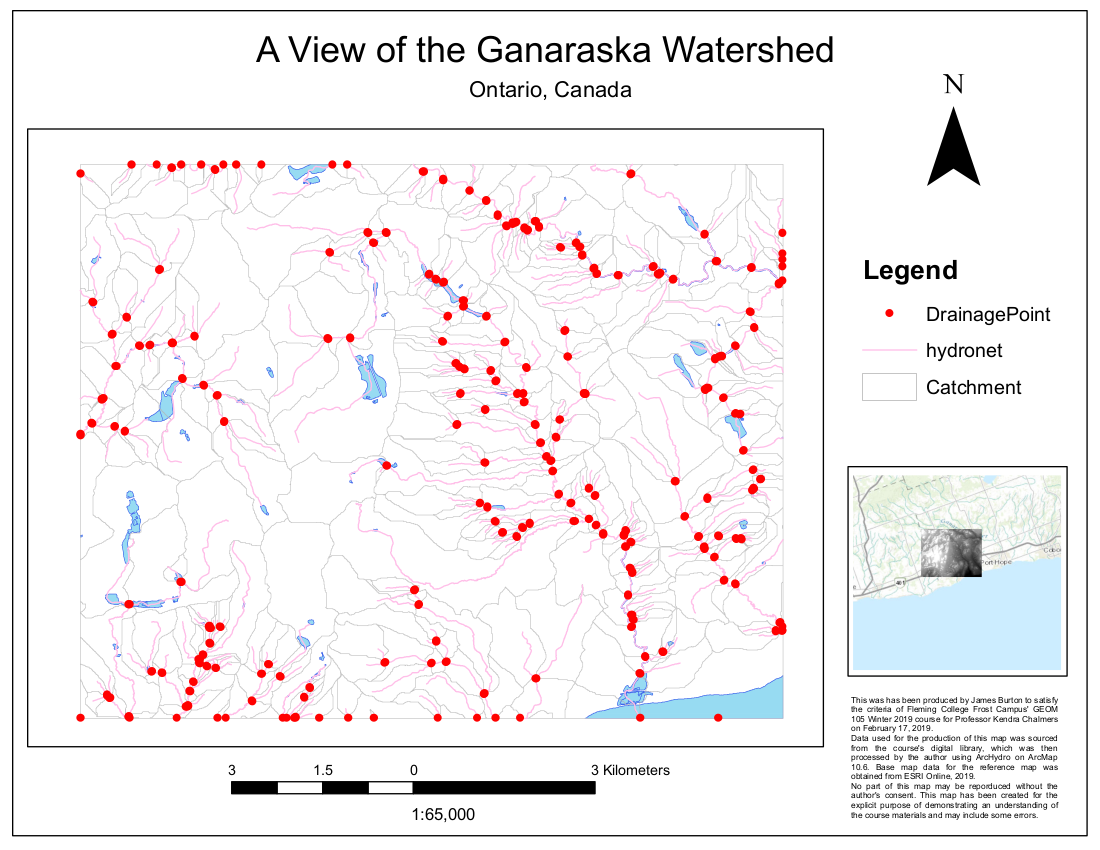 A View of the Ganaraska Watershed
Ontario, Canada
N
Legend
DrainagePoint
hydronet
Catchment
Port Hope
401
3 1.5 0 3 Kilometers
1:65,000
This was has been produced by James Burton to satisfy
the criteria of Fleming College Frost Campus' GEOM
105 Winter 2019 course for Professor Kendra Chalmers
on February 17, 2019.
Data used for the production of this map was sourced
from the course's digital library, which was then
processed by the author using ArcHydro on ArcMap
10.6. Base map data for the reference map was
obtained from ESRI Online, 2019.
No part of this map may be reporduced without the
author's consent. This map has been created for the
explicit purpose of demonstrating an understanding of
the course materials and may include some errors.